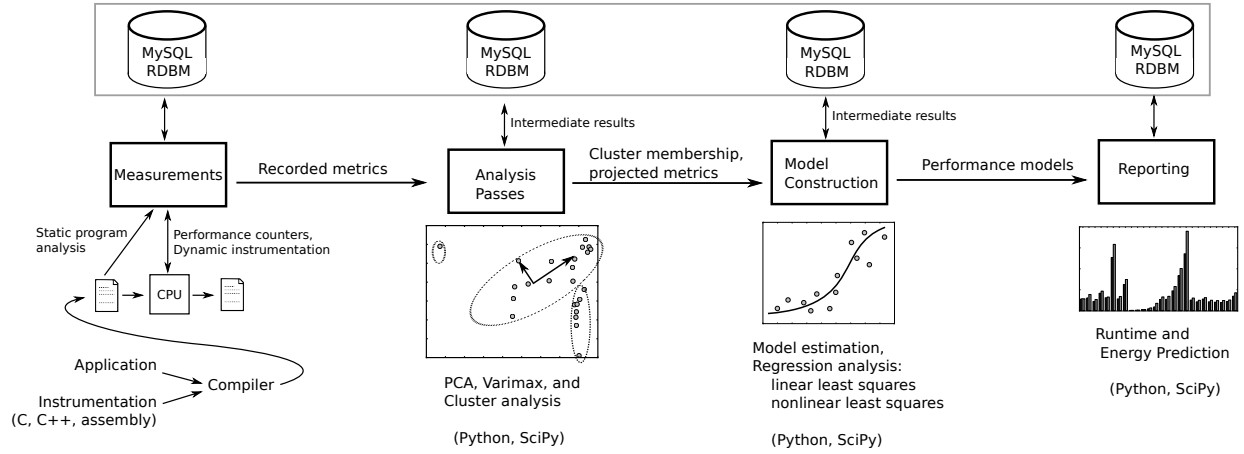 MySQL
RDBM
MySQL
RDBM
MySQL
RDBM
MySQL
RDBM
Intermediate results
Intermediate results
Measurements
Recorded metrics
Analysis
Passes
Cluster membership,
projected metrics
Model
Construction
Performance models
Reporting
Static program
analysis
Performance counters,
Dynamic instrumentation
CPU
Application
Compiler
Instrumentation
(C, C++, assembly)
PCA, Varimax, and
Cluster analysis
(Python, SciPy)
Model estimation,
Regression analysis:
linear least squares
nonlinear least squares
(Python, SciPy)
Runtime and
Energy Prediction
(Python, SciPy)